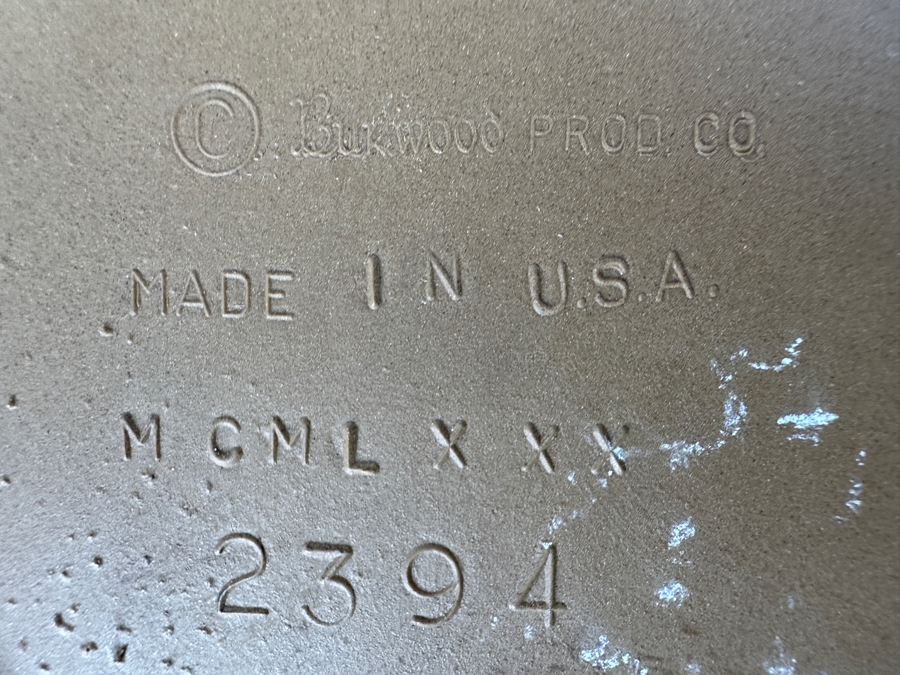 © Burwood PROD. CO.
MADE IN U.S.A.
MCMLXXX
2394